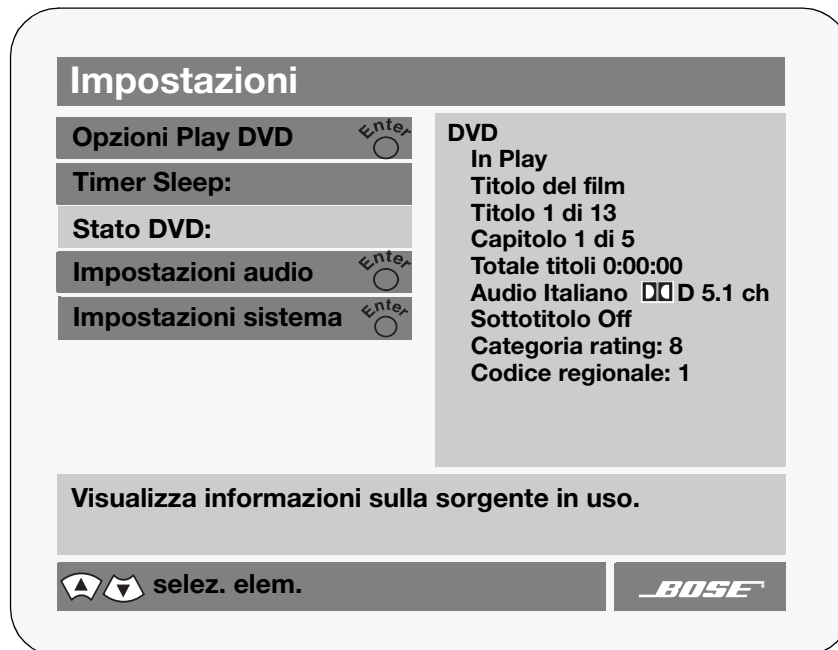 Impostazioni
Opzioni Play DVD Enter
Timer Sleep:
Stato DVD:
Impostazioni audio Enter
Impostazioni sistema Enter
DVD
In Play
Titolo del film
Titolo 1 di 13
Capitolo 1 di 5
Totale titoli 0:00:00
Audio Italiano D 5.1 ch
Sottotitolo Off
Categoria rating: 8
Codice regionale: 1
Visualizza informazioni sulla sorgente in uso.
selez. elem.
BOSE